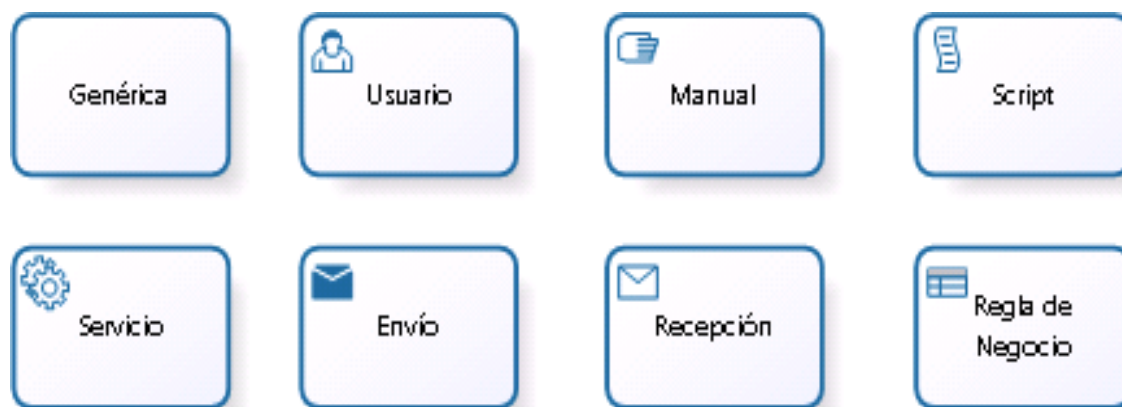 Genérica
Usuario
Manual
Script
Servicio
Envío
Recepción
Regla de
Negocio